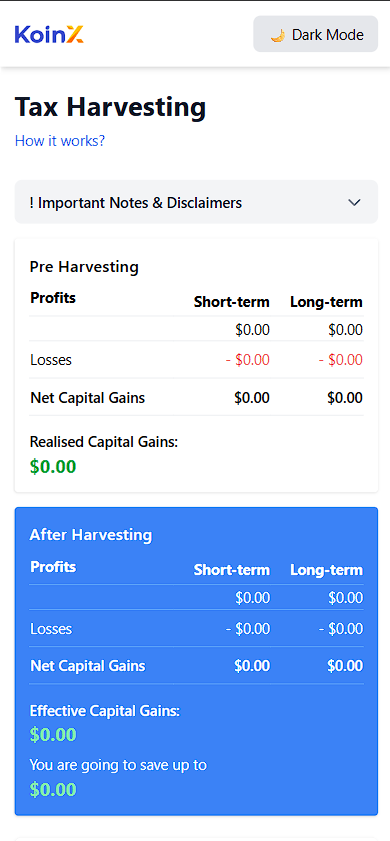 KoinX
🌙 Dark Mode
Tax Harvesting
How it works?
! Important Notes & Disclaimers
Pre Harvesting
Profits Short-term Long-term
$0.00 $0.00
Losses - $0.00 - $0.00
Net Capital Gains $0.00 $0.00
Realised Capital Gains:
$0.00
After Harvesting
Profits Short-term Long-term
$0.00 $0.00
Losses - $0.00 - $0.00
Net Capital Gains $0.00 $0.00
Effective Capital Gains:
$0.00
You are going to save up to
$0.00